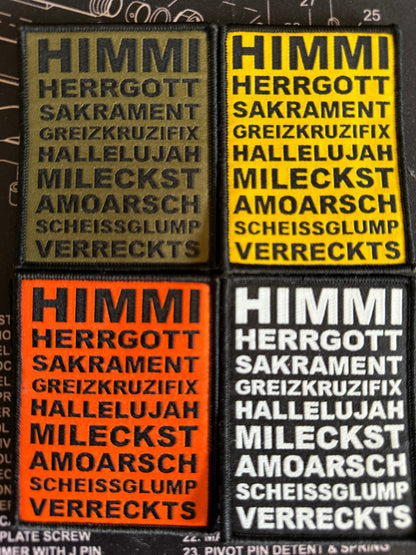 25
HIMMI
HERRGOTT
SAKRAMENT
GREIZKRUZIFIX
HALLELUJAH
MILECKST
AMOARSCH
SCHEISSGLUMP
VERRECKTS
HIMMI
HERRGOTT
SAKRAMENT
GREIZKRUZIFIX
HALLELUJAH
MILECKST
AMOARSCH
SCHEISSGLUMP
VERRECKTS
HIMMI
HERRGOTT
SAKRAMENT
GREIZKRUZIFIX
HALLELUJAH
MILECKST
AMOARSCH
SCHEISSGLUMP
VERRECKTS
HIMMI
HERRGOTT
SAKRAMENT
GREIZKRUZIFIX
HALLELUJAH
MILECKST
AMOARSCH
SCHEISSGLUMP
VERRECKTS
PLATE SCREW
WITH J PIN
22. MA
23. PIVOT PIN DETENT & SPRING